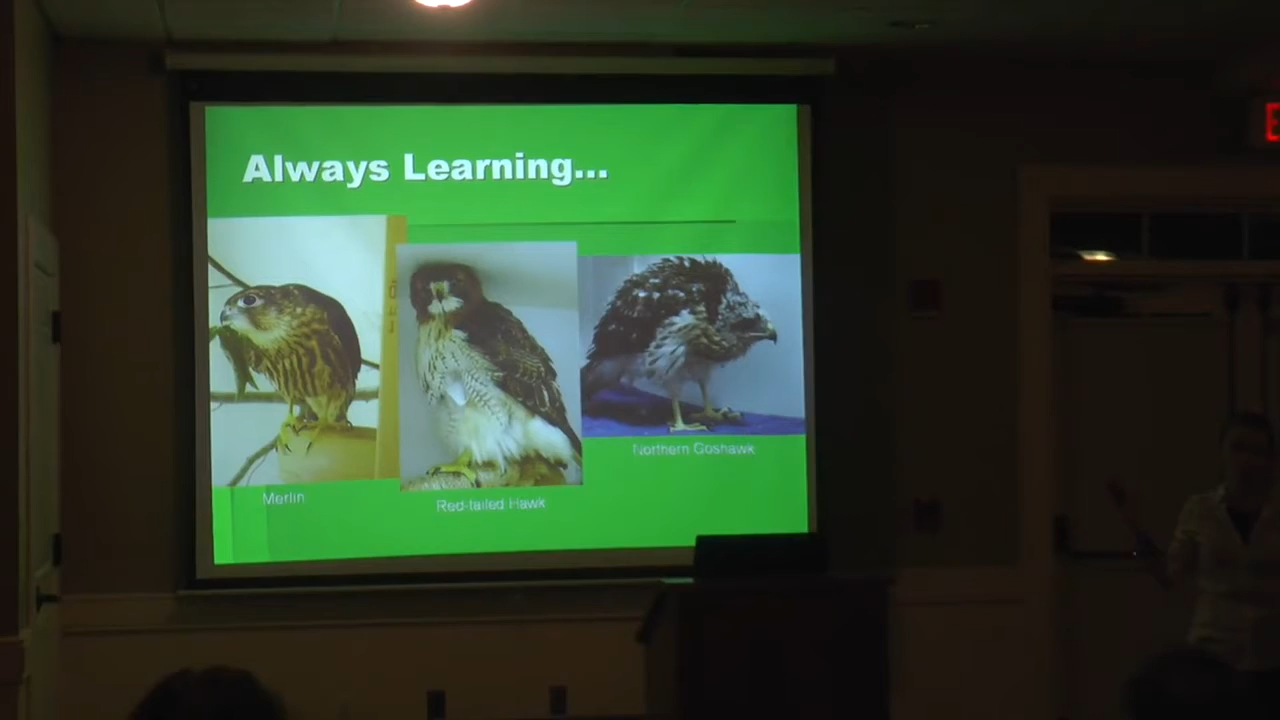 Always Learning...
Merlin
Red-tailed Hawk
Northern Goshawk